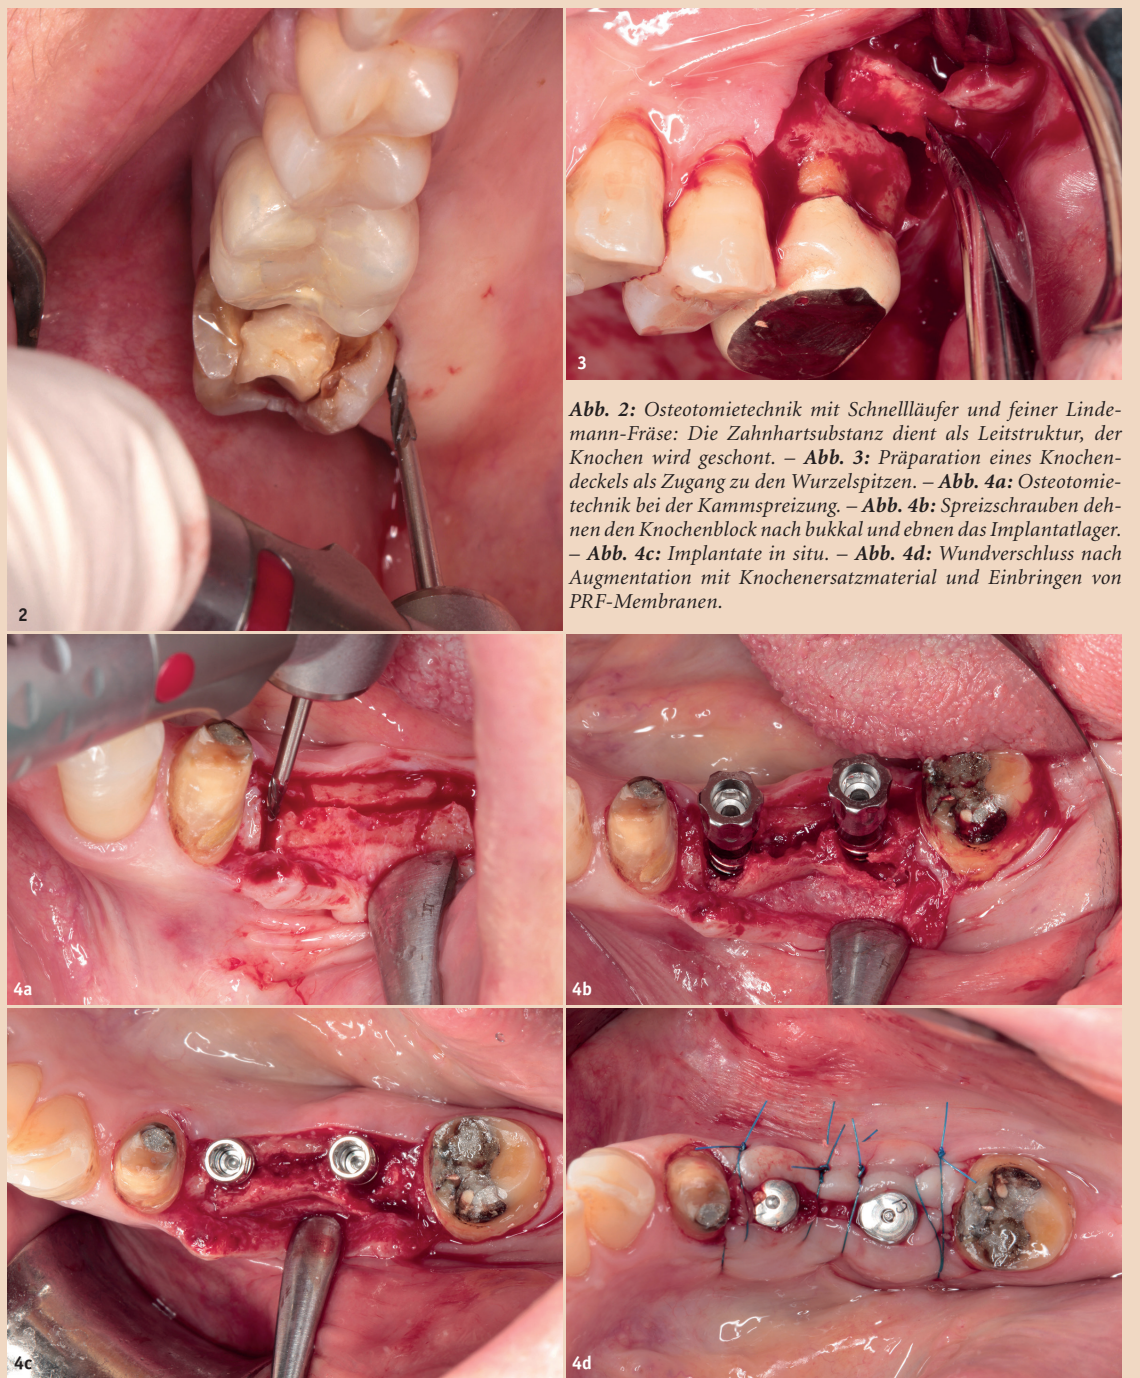 2
3
Abb. 2: Osteotomietechnik mit Schnellläufer und feiner Linde-
mann-Fräse: Die Zahnhartsubstanz dient als Leitstruktur, der
Knochen wird geschont. – Abb. 3: Präparation eines Knochen-
deckels als Zugang zu den Wurzelspitzen. – Abb. 4a: Osteotomie-
technik bei der Kammspreizung. – Abb. 4b: Spreizschrauben deh-
nen den Knochenblock nach bukkal und ebnen das Implantatlager.
– Abb. 4c: Implantate in situ. – Abb. 4d: Wundverschluss nach
Augmentation mit Knochenersatzmaterial und Einbringen von
PRF-Membranen.
4a
4b
4c
4d